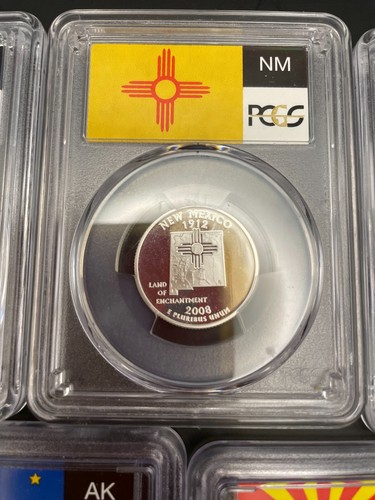 NM
PCGS
NEW MEXICO
1912
LAND
OF
ENCHANTMENT
2008
E PLURIBUS UNUM
AK